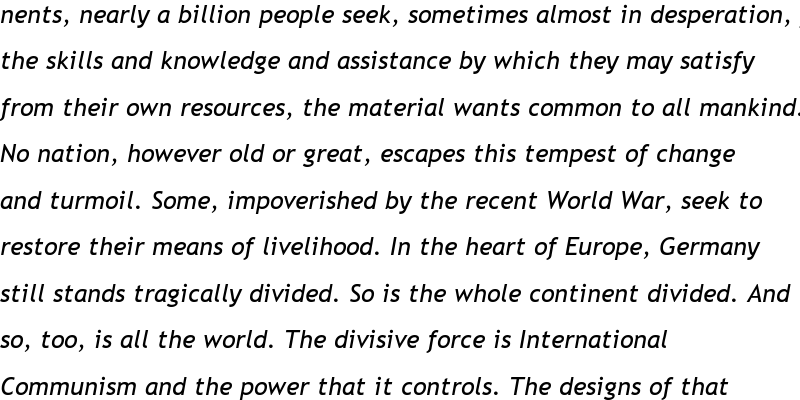 nents, nearly a billion people seek, sometimes almost in desperation,
the skills and knowledge and assistance by which they may satisfy
from their own resources, the material wants common to all mankind.
No nation, however old or great, escapes this tempest of change
and turmoil. Some, impoverished by the recent World War, seek to
restore their means of livelihood. In the heart of Europe, Germany
still stands tragically divided. So is the whole continent divided. And
so, too, is all the world. The divisive force is International
Communism and the power that it controls. The designs of that